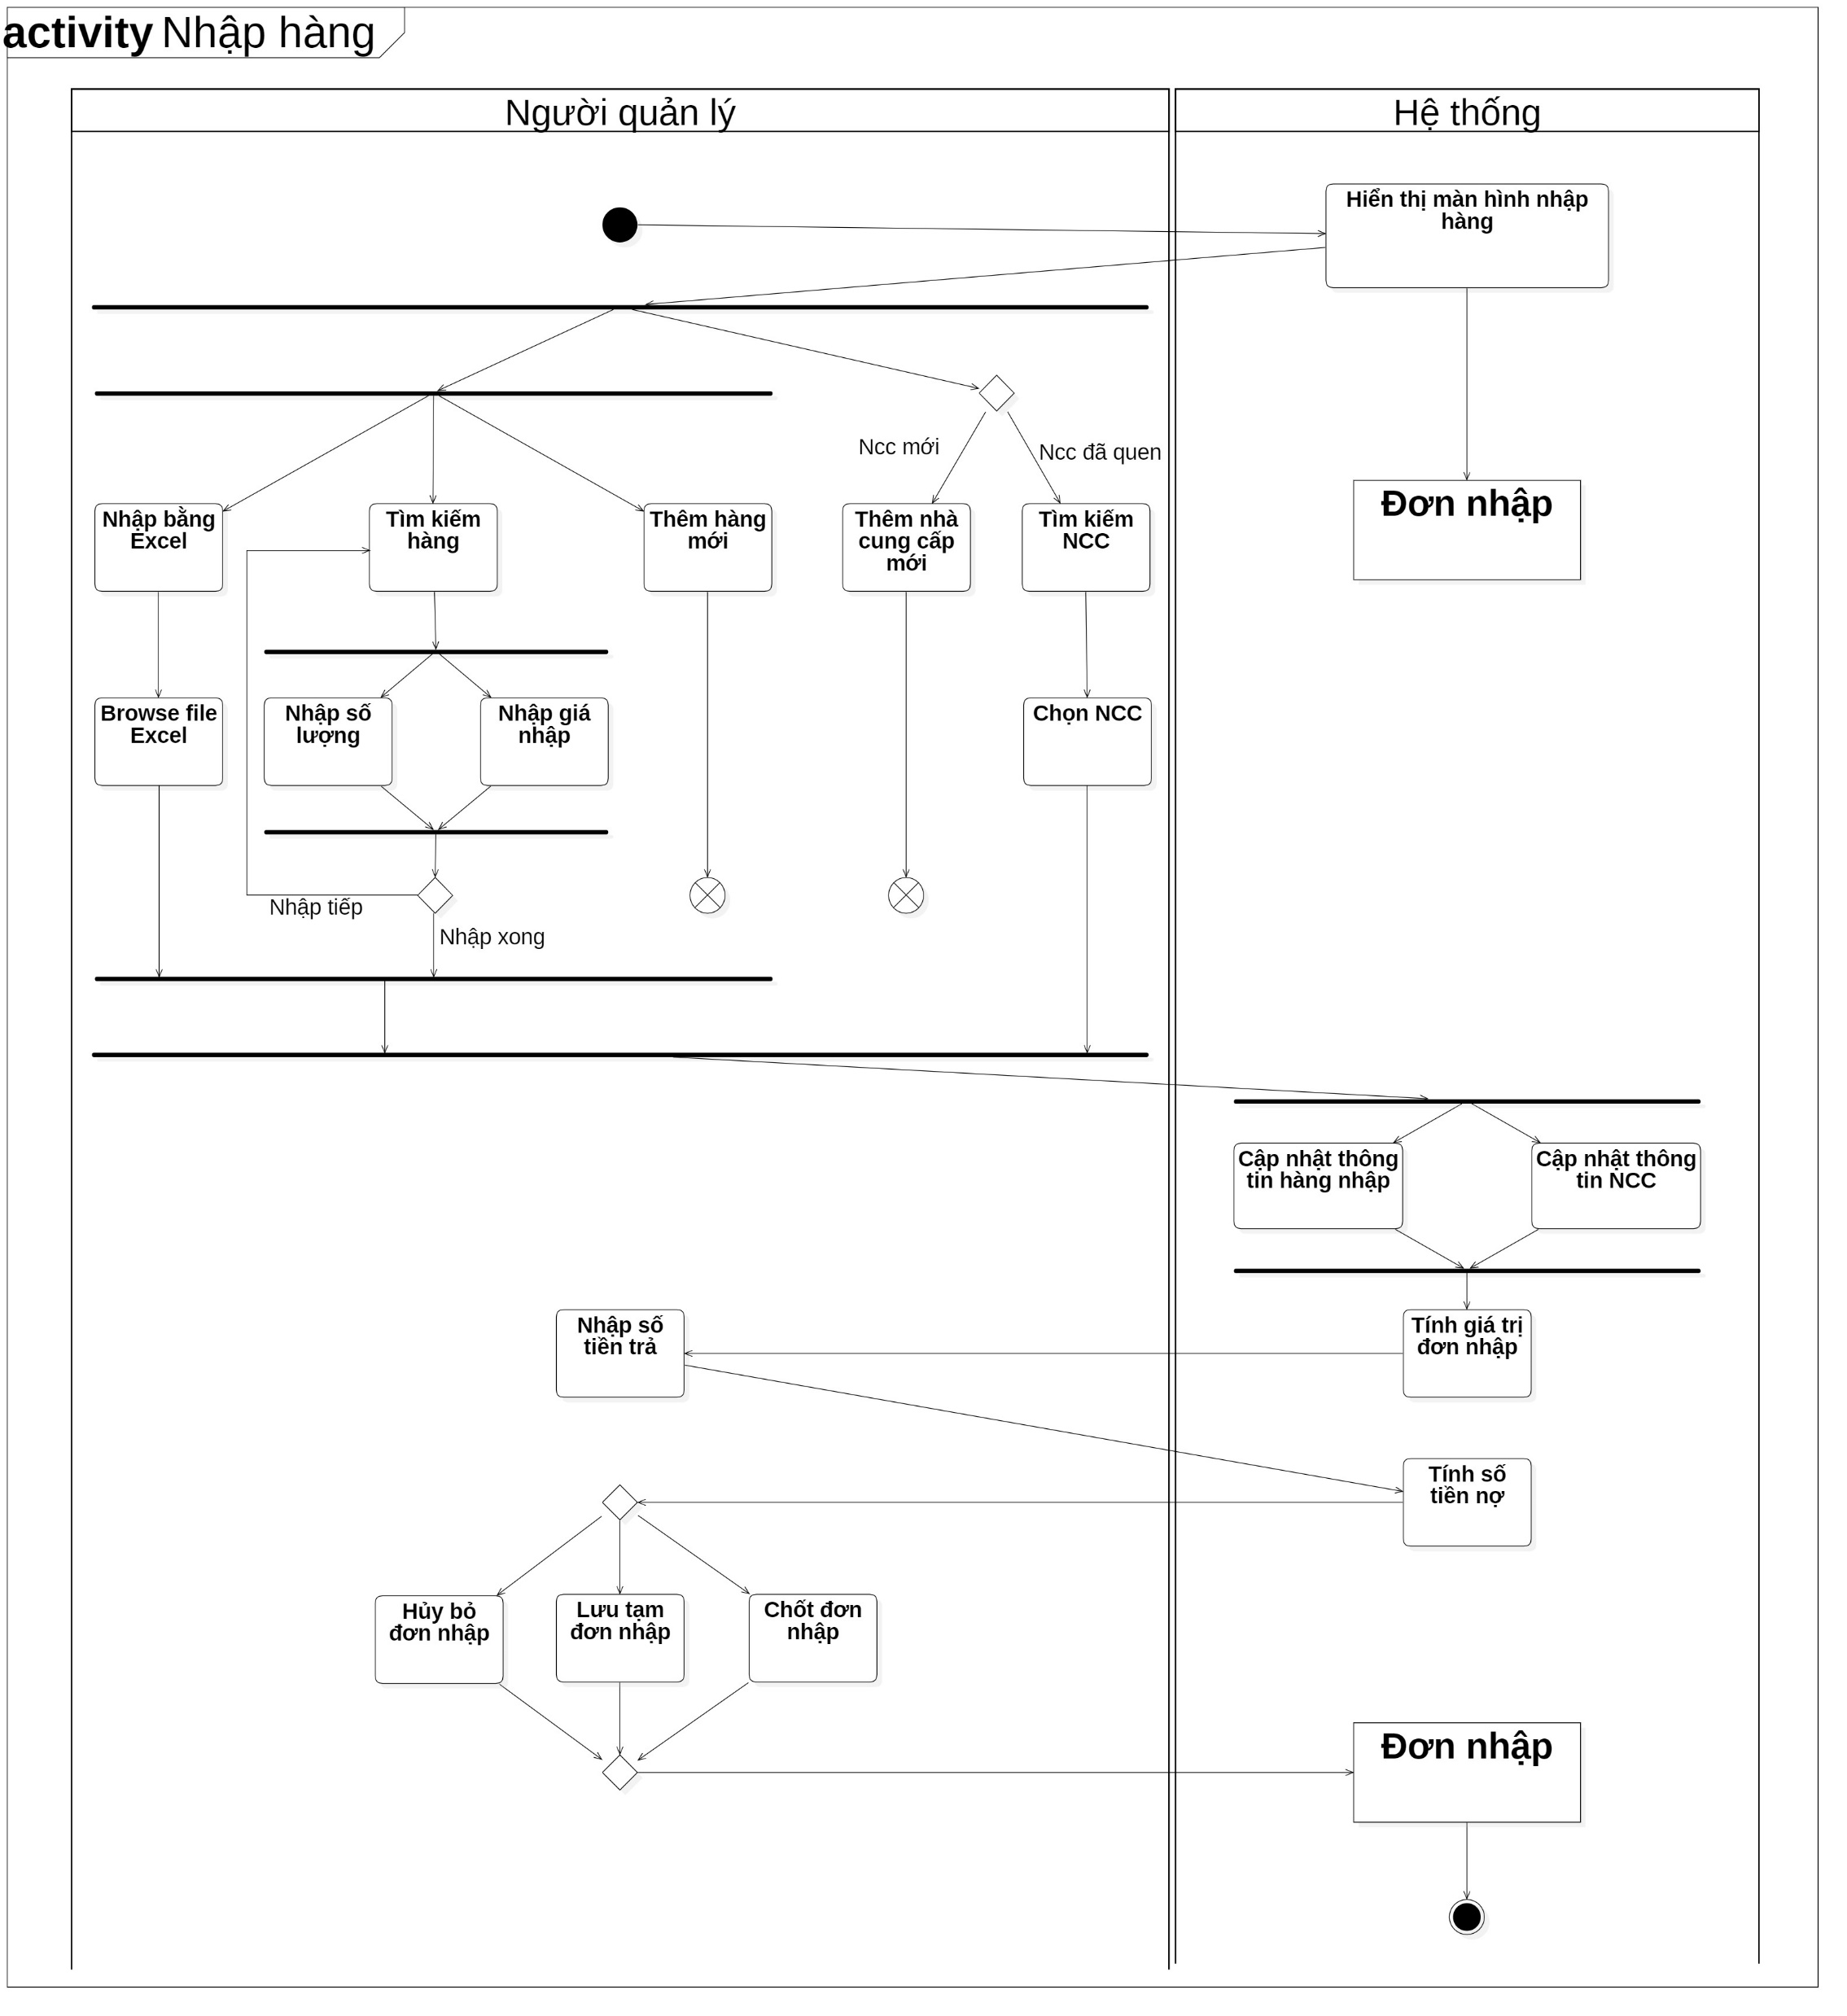 activity Nhập hàng
Người quản lý
Hệ thống
Hiển thị màn hình nhập
hàng
Ncc mới
Ncc đã quen
Nhập bằng
Excel
Tìm kiếm
hàng
Thêm hàng
mới
Thêm nhà
cung cấp
mới
Tìm kiếm
NCC
Đơn nhập
Browse file
Excel
Nhập số
lượng
Nhập giá
nhập
Chọn NCC
Nhập tiếp
Nhập xong
Cập nhật thông
tin hàng nhập
Cập nhật thông
tin NCC
Nhập số
tiền trả
Tính giá trị
đơn nhập
Tính số
tiền nợ
Hủy bỏ
đơn nhập
Lưu tạm
đơn nhập
Chốt đơn
nhập
Đơn nhập